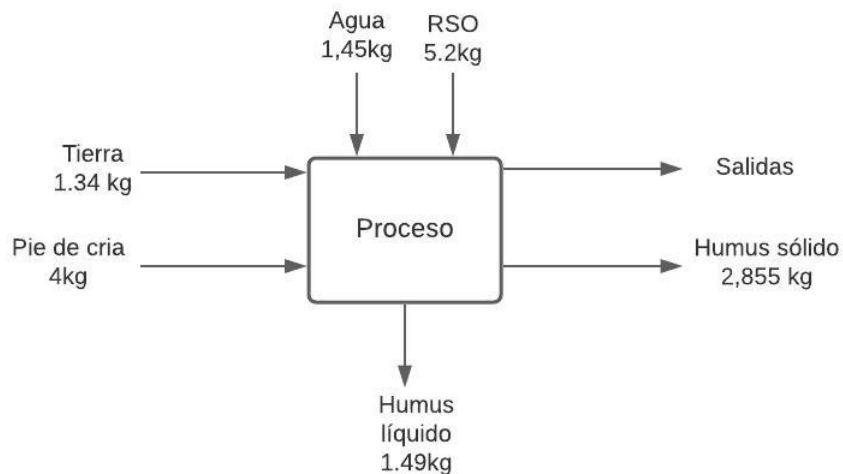 Agua
1,45kg
RSO
5.2kg
Tierra
1.34 kg
Salidas
Proceso
Pie de cria
4kg
Humus sólido
2,855 kg
Humus
líquido
1.49kg